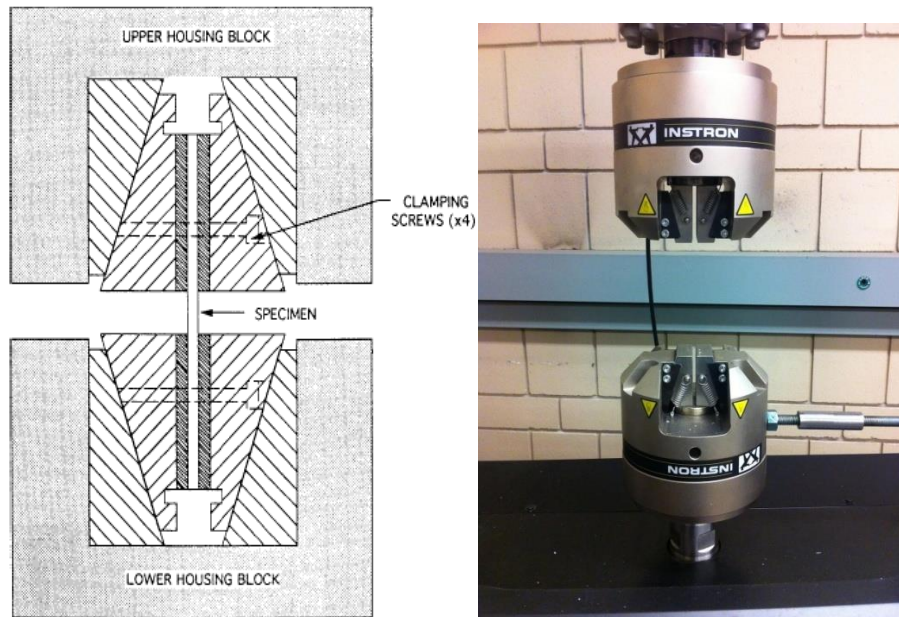 UPPER HOUSING BLOCK
CLAMPING
SCREWS (x4)
SPECIMEN
LOWER HOUSING BLOCK
INSTRON
INSTRON